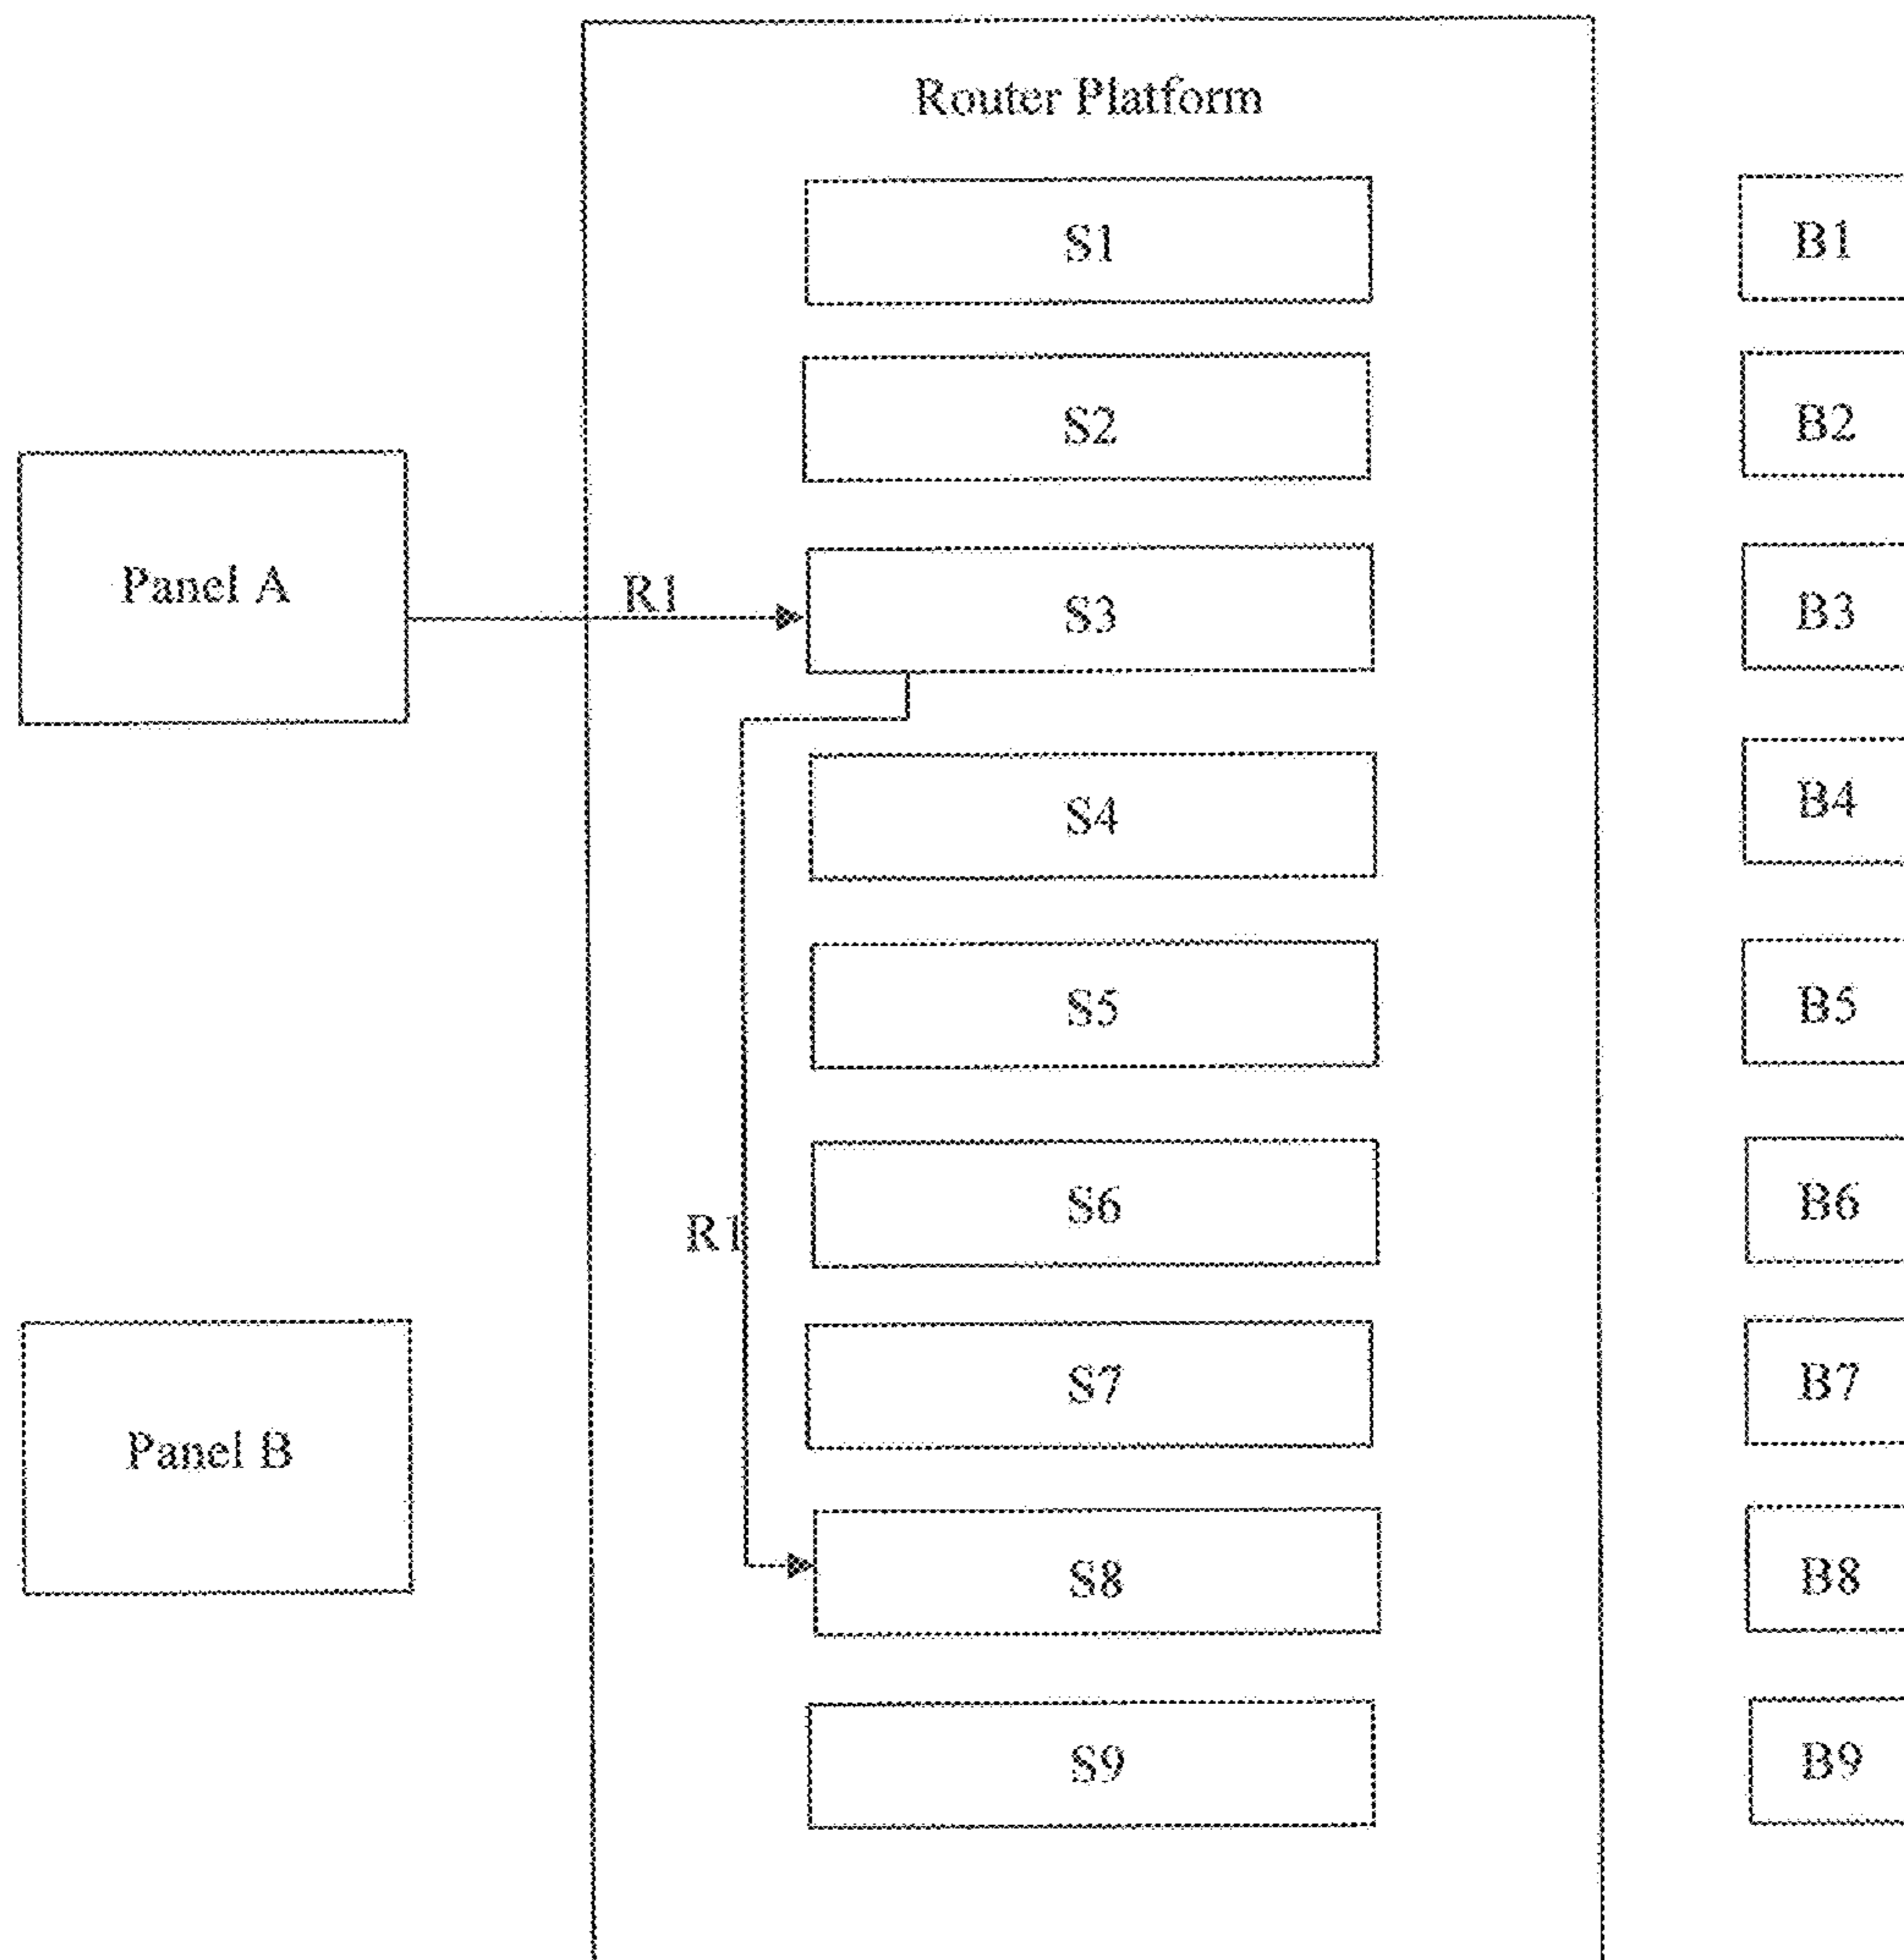 Router Platform
S1
B1
S2
B2
Panel A
R1
S3
B3
S4
B4
S5
B5
R1
S6
B6
Panel B
S7
B7
S8
B8
S9
B9